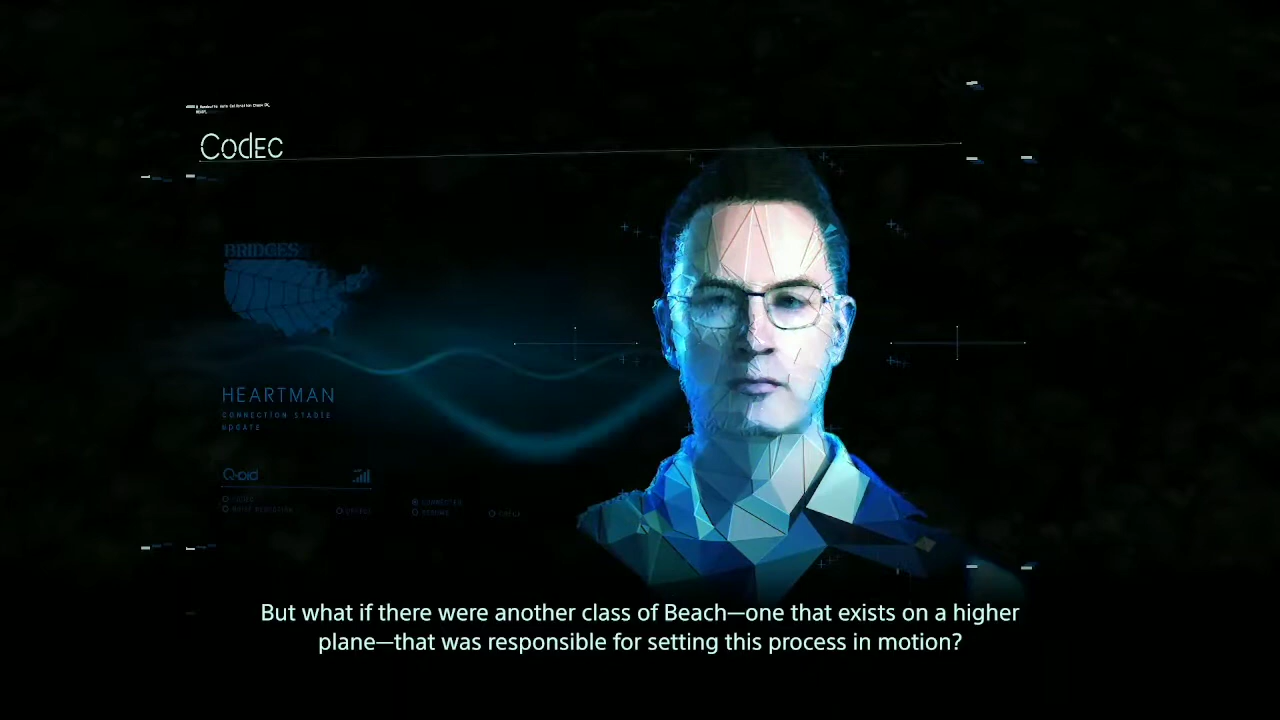 Codec
BRIDGES
HEARTMAN
CONNECTION STADIE
UPDATE
Q-pid
But what if there were another class of Beach—one that exists on a higher
plane—that was responsible for setting this process in motion?